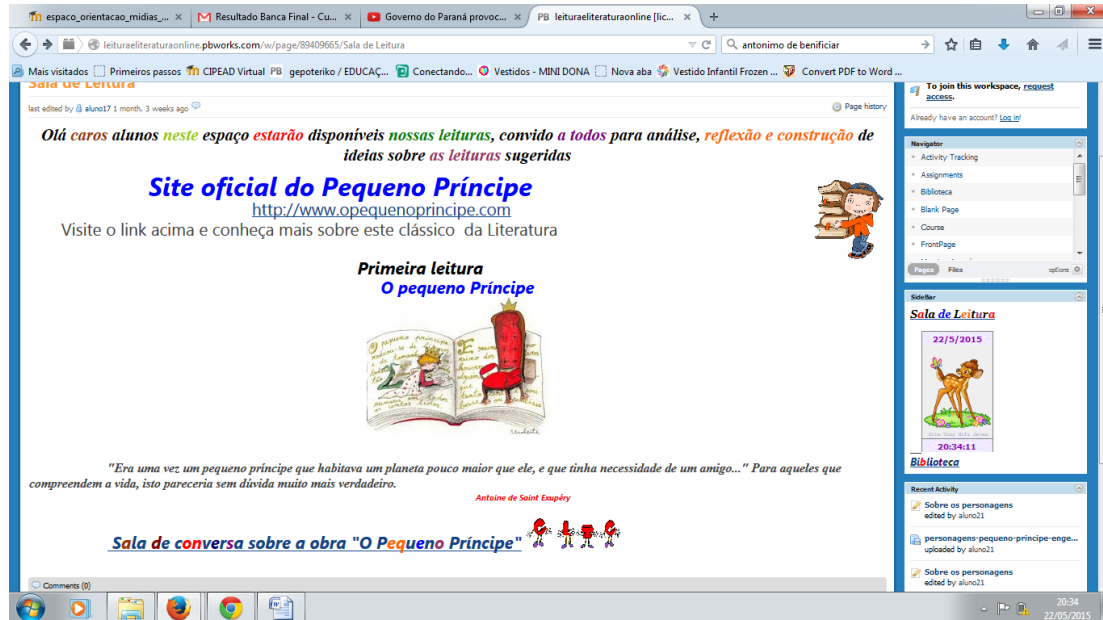 espaco_orientacao_midias_... ×
Resultado Banca Final - Cu... ×
Governo do Paraná provoc... ×
PB leituraeliteraturaonline [lic... ×
+
leituraeliteraturaonline.pbworks.com/w/page/89409665/Sala de Leitura
antonimo de benificiar
Mais visitados Primeiros passos CIPEAD Virtual PB gepoteriko / EDUCAÇ... Conectando... Vestidos - MINI DONA Nova aba Vestido Infantil Frozen ... Convert PDF to Word ...
Sala de Leitura
last edited by aluno17 1 month, 3 weeks ago
Page history
Olá caros alunos neste espaço estarão disponíveis nossas leituras, convido a todos para análise, reflexão e construção de
ideias sobre as leituras sugeridas
Site oficial do Pequeno Príncipe
http://www.opequenoprincipe.com
Visite o link acima e conheça mais sobre este clássico da Literatura
Primeira leitura
O pequeno Príncipe
"Era uma vez um pequeno príncipe que habitava um planeta pouco maior que ele, e que tinha necessidade de um amigo..." Para aqueles que
compreendem a vida, isto pareceria sem dúvida muito mais verdadeiro.
Antoine de Saint Exupéry
Sala de conversa sobre a obra "O Pequeno Príncipe"
Comments (0)
To join this workspace, request
access.
Already have an account? Log in!
Navigator
Activity Tracking
Assignments
Biblioteca
Blank Page
Course
FrontPage
Pages Files options
SideBar
Sala de Leitura
22/5/2015
20:34:11
Biblioteca
Recent Activity
Sobre os personagens
edited by aluno21
personagens-pequeno-principe-enge...
uploaded by aluno21
Sobre os personagens
edited by aluno21
20:34
22/05/2015